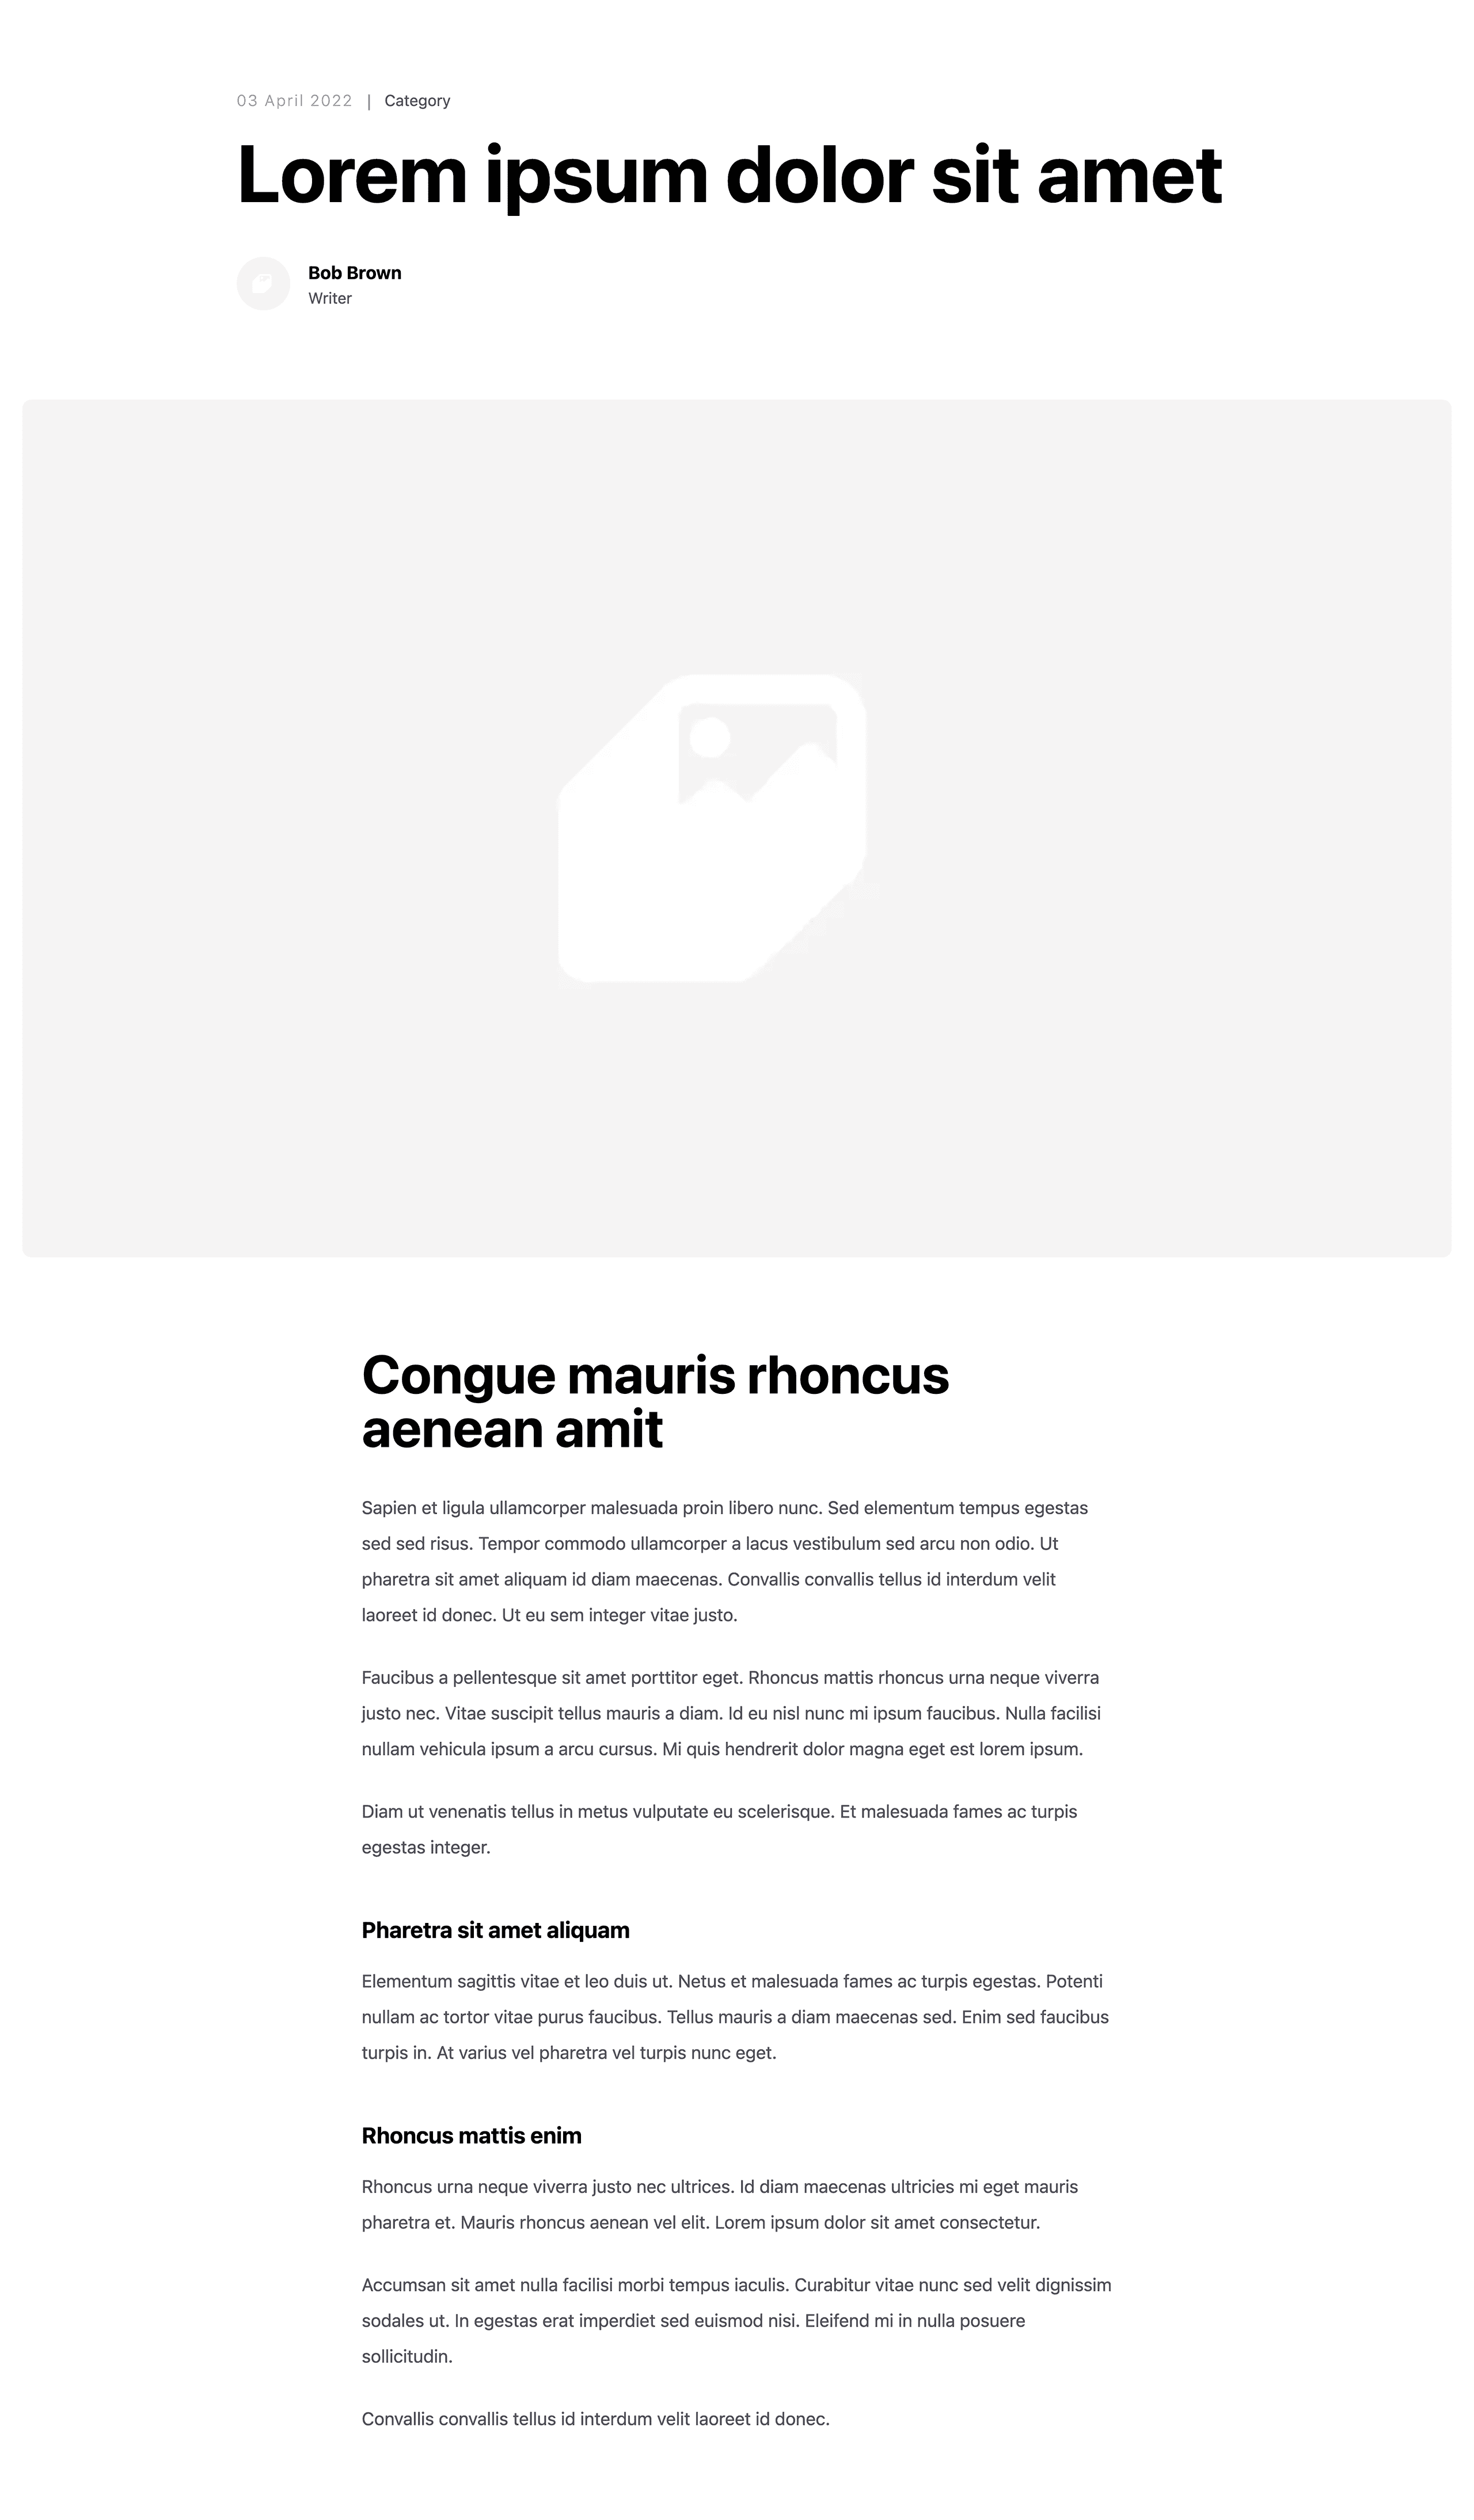 03 April 2022 | Category
Lorem ipsum dolor sit amet
Bob Brown
Writer
Congue mauris rhoncus
aenean amit
Sapien et ligula ullamcorper malesuada proin libero nunc. Sed elementum tempus egestas
sed sed risus. Tempor commodo ullamcorper a lacus vestibulum sed arcu non odio. Ut
pharetra sit amet aliquam id diam maecenas. Convallis convallis tellus id interdum velit
laoreet id donec. Ut eu sem integer vitae justo.
Faucibus a pellentesque sit amet porttitor eget. Rhoncus mattis rhoncus urna neque viverra
justo nec. Vitae suscipit tellus mauris a diam. Id eu nisl nunc mi ipsum faucibus. Nulla facilisi
nullam vehicula ipsum a arcu cursus. Mi quis hendrerit dolor magna eget est lorem ipsum.
Diam ut venenatis tellus in metus vulputate eu scelerisque. Et malesuada fames ac turpis
egestas integer.
Pharetra sit amet aliquam
Elementum sagittis vitae et leo duis ut. Netus et malesuada fames ac turpis egestas. Potenti
nullam ac tortor vitae purus faucibus. Tellus mauris a diam maecenas sed. Enim sed faucibus
turpis in. At varius vel pharetra vel turpis nunc eget.
Rhoncus mattis enim
Rhoncus urna neque viverra justo nec ultrices. Id diam maecenas ultricies mi eget mauris
pharetra et. Mauris rhoncus aenean vel elit. Lorem ipsum dolor sit amet consectetur.
Accumsan sit amet nulla facilisi morbi tempus iaculis. Curabitur vitae nunc sed velit dignissim
sodales ut. In egestas erat imperdiet sed euismod nisi. Eleifend mi in nulla posuere
sollicitudin.
Convallis convallis tellus id interdum velit laoreet id donec.